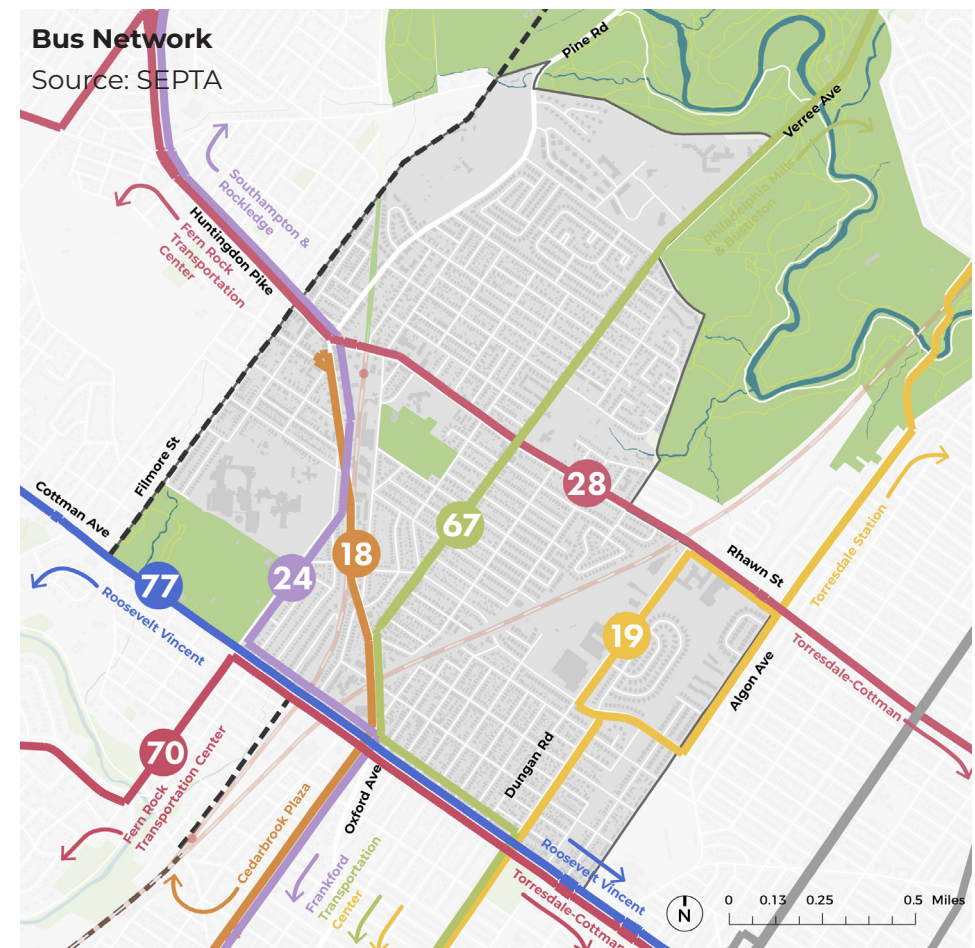 Bus Network
Source: SEPTA
Pine Rd
Verree Ave
Southampton &
Rockledge
Philadelphia Mills
& Bustleton
Huntingdon Pike
Fern Rock
Transportation
Center
Filmore St
Cottman Ave
28
67
18
24
77
Roosevelt Vincent
Rhawn St
Torresdale Station
19
Torresdale-Cottman
Algon Ave
70
Fern Rock
Transportation Center
Dungan Rd
Cedarbrook Plaza
Oxford Ave
Frankford
Transportation
Center
Roosevelt Vincent
Torresdale-Cottman
N
0 0.13 0.25 0.5 Miles